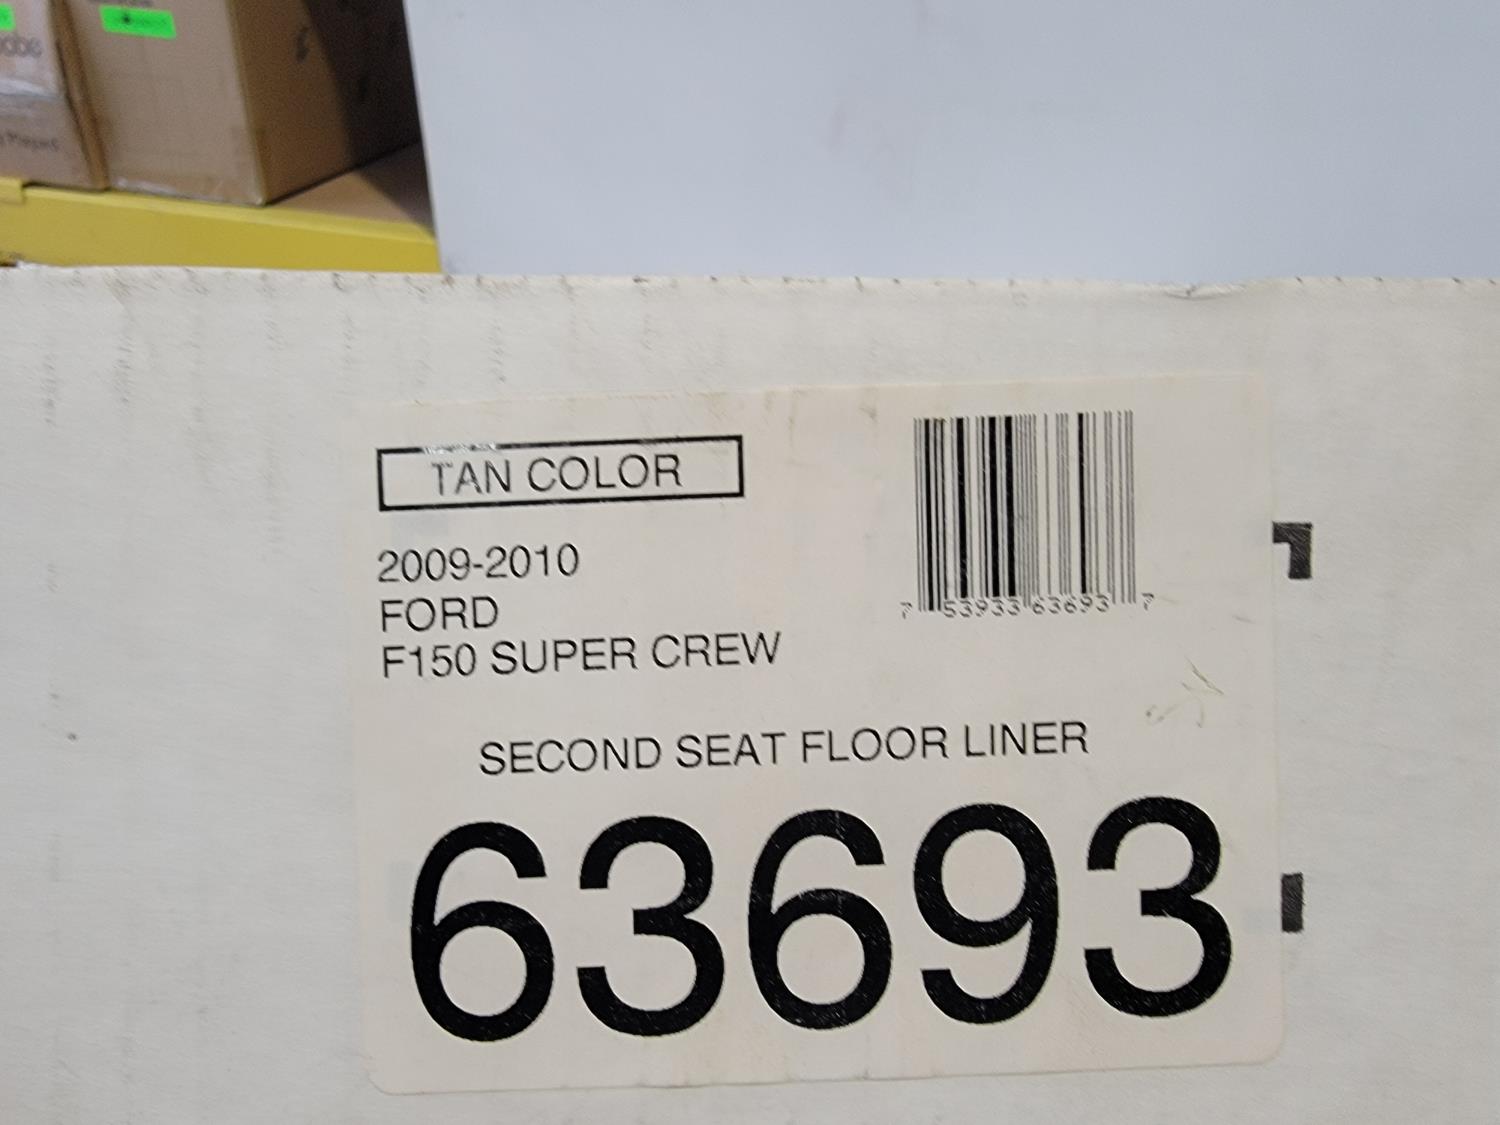 TAN COLOR
2009-2010
FORD
F150 SUPER CREW
7 53933 63693 7
SECOND SEAT FLOOR LINER
63693